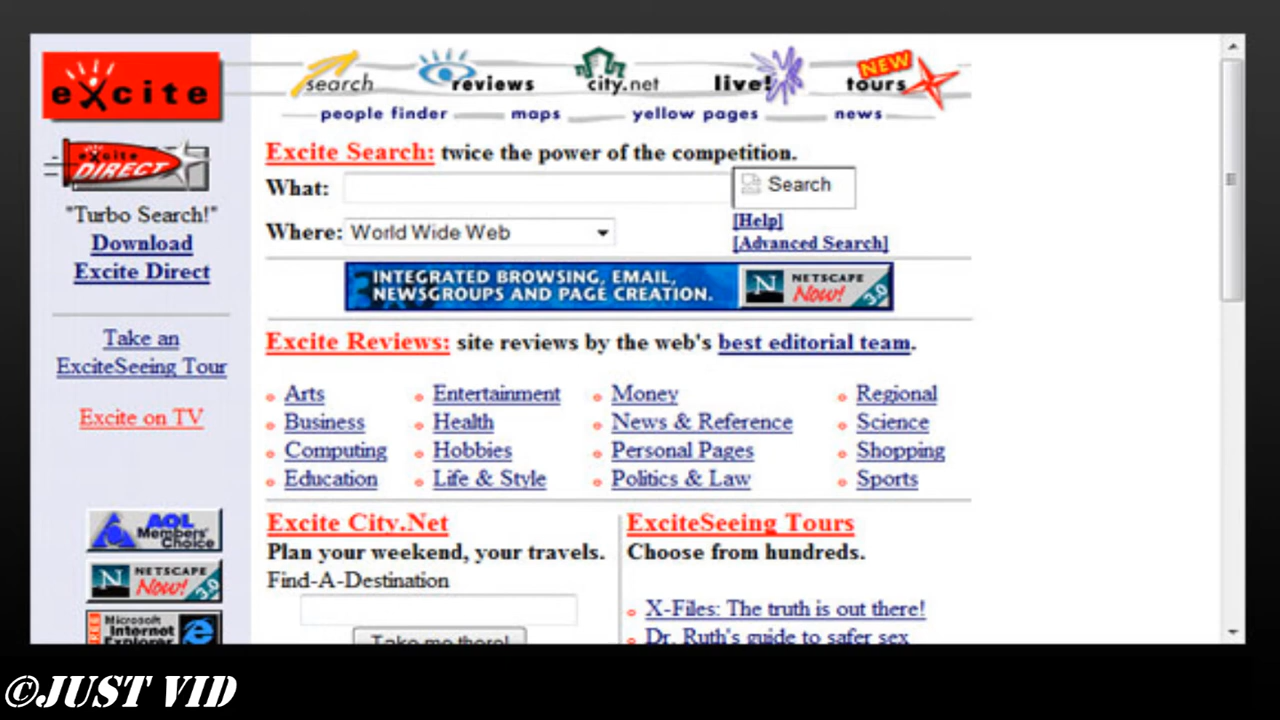 excite
search
reviews
city.net
live!
NEW
tours
people finder
maps
yellow pages
news
excite
DIRECT
"Turbo Search!"
Download
Excite Direct
Take an
ExciteSeeing Tour
Excite on TV
AOL
Members'
Choice
N NETSCAPE
Now! 3.0
FREE
Microsoft
Internet
Explorer
Excite Search: twice the power of the competition.
What:
Search
[Help]
Where: World Wide Web
[Advanced Search]
INTEGRATED BROWSING, EMAIL,
NEWSGROUPS AND PAGE CREATION.
N NETSCAPE
Now! 3.0
Excite Reviews: site reviews by the web's best editorial team.
Arts Entertainment Money Regional
Business Health News & Reference Science
Computing Hobbies Personal Pages Shopping
Education Life & Style Politics & Law Sports
Excite City.Net
Plan your weekend, your travels.
Find-A-Destination
Take me there!
ExciteSeeing Tours
Choose from hundreds.
X-Files: The truth is out there!
Dr. Ruth's guide to safer sex
©JUST VID